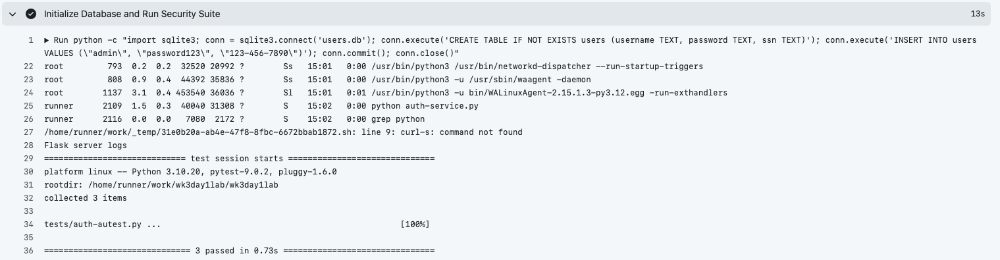 Initialize Database and Run Security Suite 13s
1 ▶ Run python -c "import sqlite3; conn = sqlite3.connect('users.db'); conn.execute('CREATE TABLE IF NOT EXISTS users (username TEXT, password TEXT, ssn TEXT)'); conn.execute('INSERT INTO users
VALUES (\"admin\", \"password123\", \"123-456-7890\")'); conn.commit(); conn.close()"
22 root 793 0.2 0.2 32520 20992 ? Ss 15:01 0:00 /usr/bin/python3 /usr/bin/networkd-dispatcher --run-startup-triggers
23 root 808 0.9 0.4 44392 35836 ? Ss 15:01 0:00 /usr/bin/python3 -u /usr/sbin/waagent -daemon
24 root 1137 3.1 0.4 453540 36036 ? Sl 15:01 0:01 /usr/bin/python3 -u bin/WALinuxAgent-2.15.1.3-py3.12.egg -run-exthandlers
25 runner 2109 1.5 0.3 40040 31308 ? S 15:02 0:00 python auth-service.py
26 runner 2116 0.0 0.0 7080 2172 ? S 15:02 0:00 grep python
27 /home/runner/work/_temp/31e0b20a-ab4e-47f8-8fbc-6672bbab1872.sh: line 9: curl-s: command not found
28 Flask server logs
29 ============================= test session starts ==============================
30 platform linux -- Python 3.10.20, pytest-9.0.2, pluggy-1.6.0
31 rootdir: /home/runner/work/wk3day1lab/wk3day1lab
32 collected 3 items
33
34 tests/auth-autest.py ... [100%]
35
36 ============================== 3 passed in 0.73s ===============================